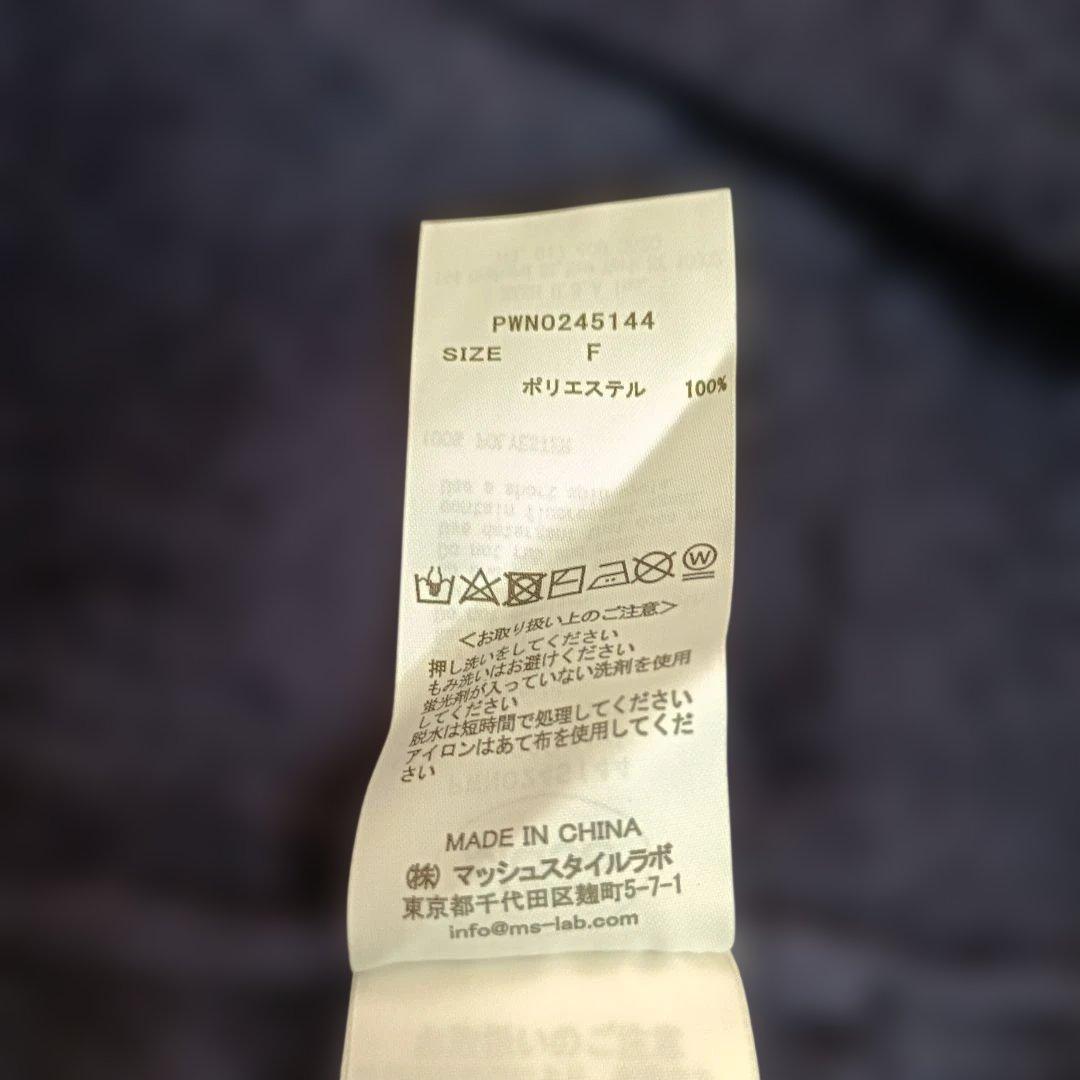 PWNO245144
SIZE F
ポリエステル 100%
W
<お取り扱い上のご注意>
押し洗いをしてください
もみ洗いはお避けください
蛍光剤が入っていない洗剤を使用
してください
脱水は短時間で処理してください
アイロンはあて布を使用してくだ
さい
MADE IN CHINA
㈱ マッシュスタイルラボ
東京都千代田区麹町5-7-1
info@ms-lab.com